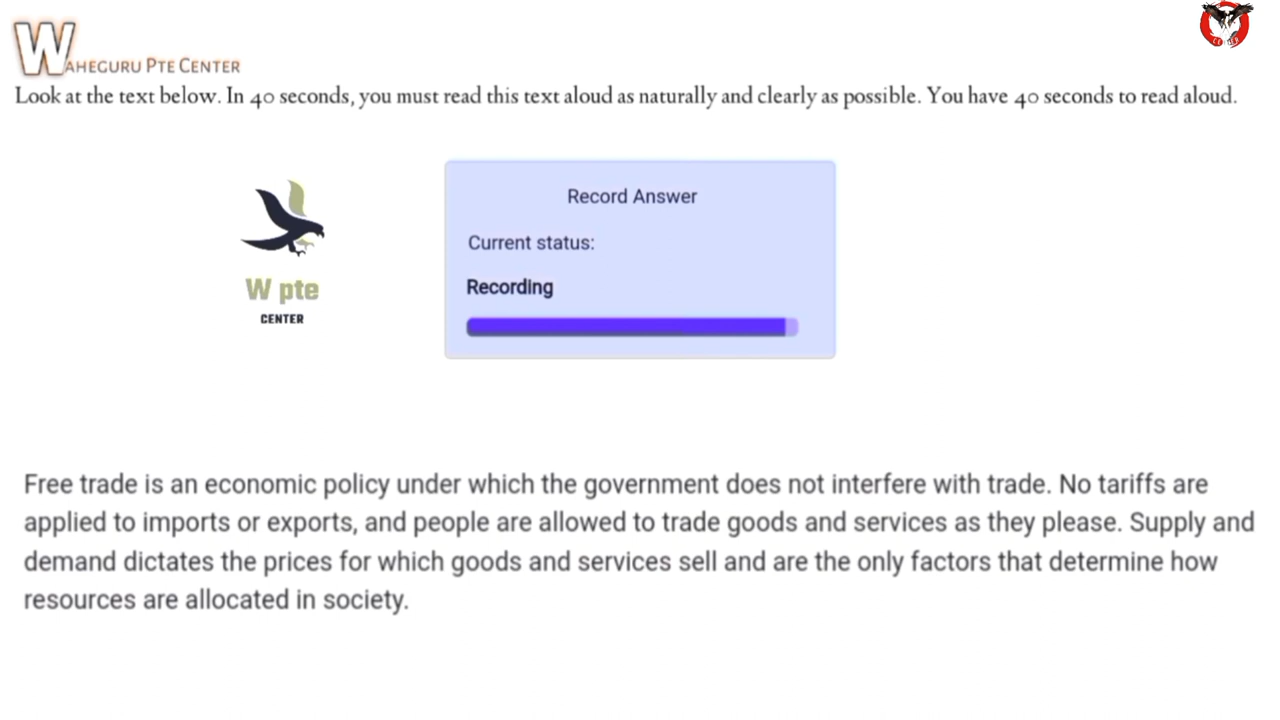 WAHEGURU PTE CENTER
Look at the text below. In 40 seconds, you must read this text aloud as naturally and clearly as possible. You have 40 seconds to read aloud.
Record Answer
Current status:
Recording
W pte
CENTER
Free trade is an economic policy under which the government does not interfere with trade. No tariffs are
applied to imports or exports, and people are allowed to trade goods and services as they please. Supply and
demand dictates the prices for which goods and services sell and are the only factors that determine how
resources are allocated in society.